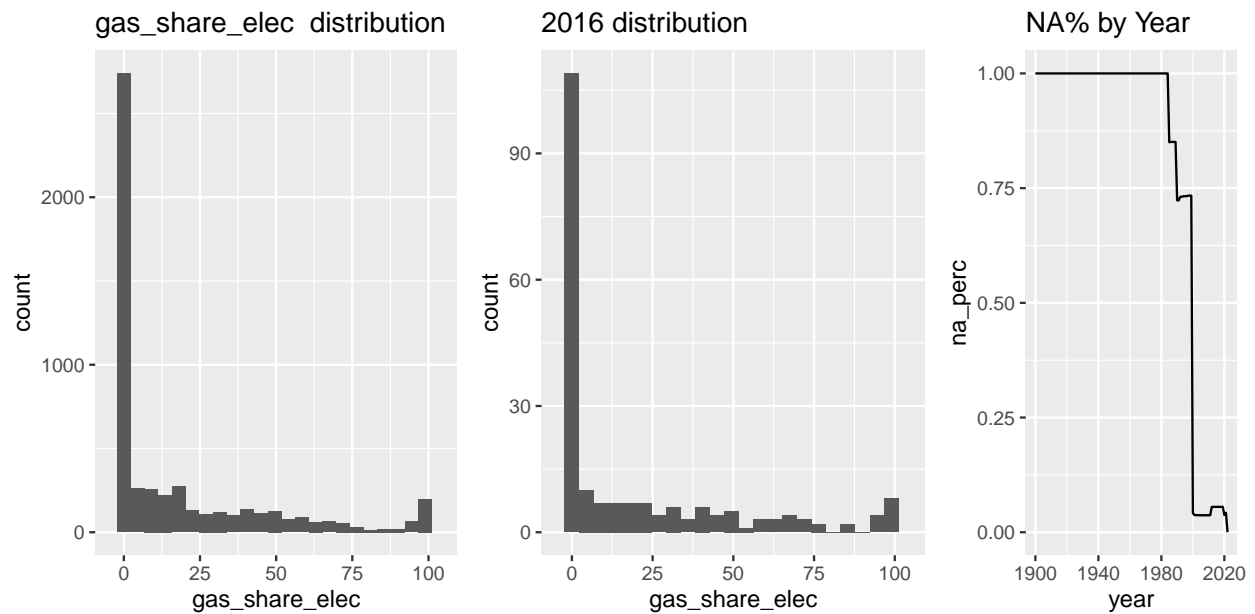 gas_share_elec  distribution
count
2000
1000
0
0 25 50 75 100
gas_share_elec
2016 distribution
count
90
60
30
0
0 25 50 75 100
gas_share_elec
NA% by Year
na_perc
1.00
0.75
0.50
0.25
0.00
1900 1940 1980 2020
year